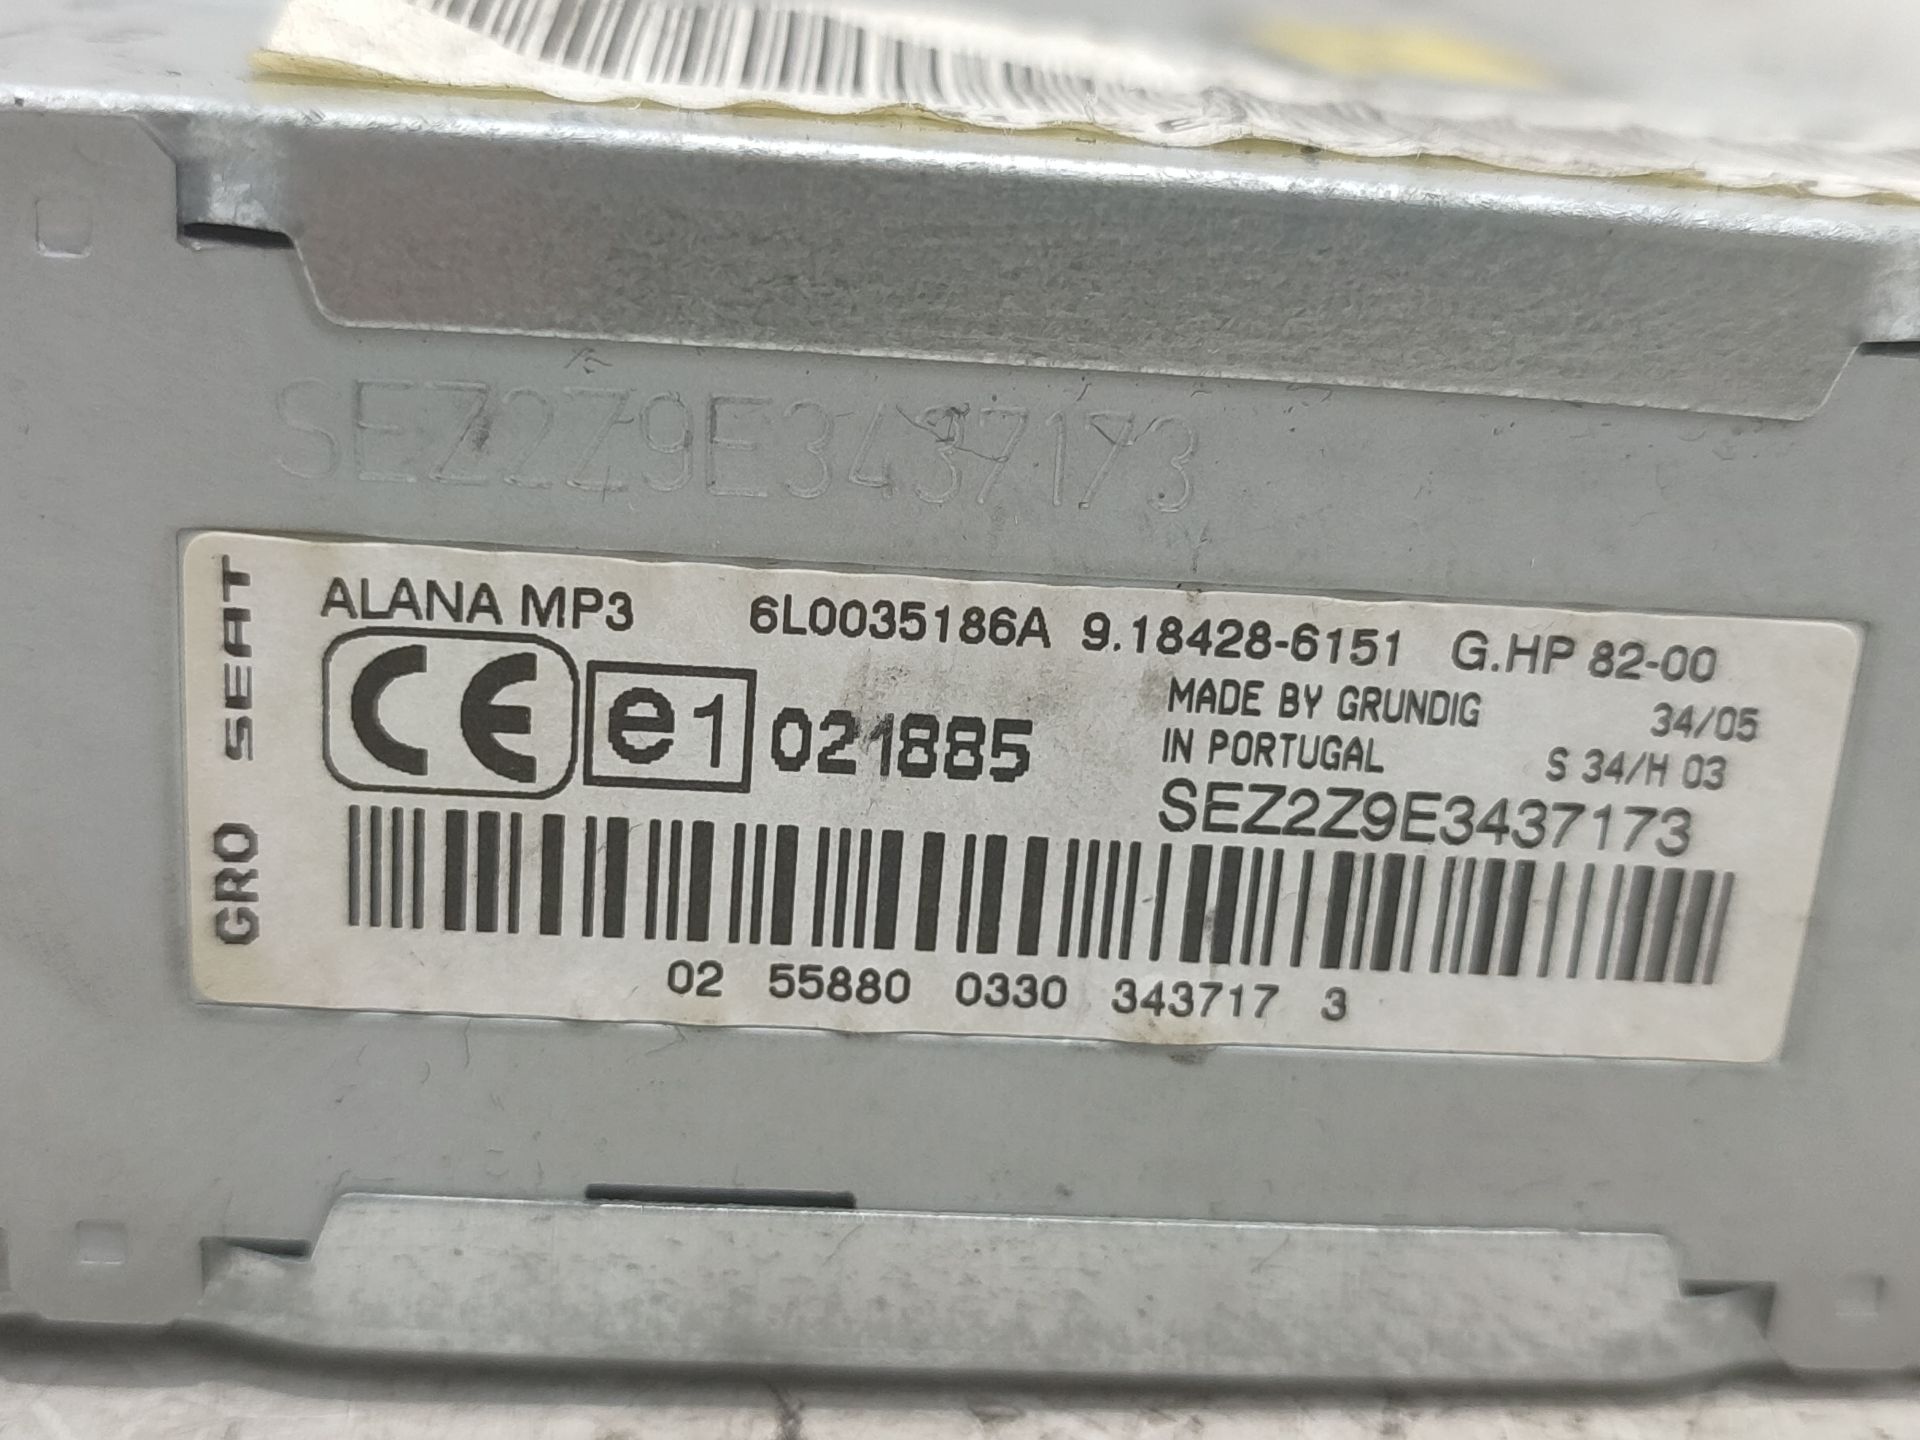 SEZ2Z9E3437173
GRO SEAT
ALANA MP3 6L0035186A 9.18428-6151 G.HP 82-00
CE e1 021885
MADE BY GRUNDIG 34/05
IN PORTUGAL S 34/H 03
SEZ2Z9E3437173
02 55880 0330 343717 3